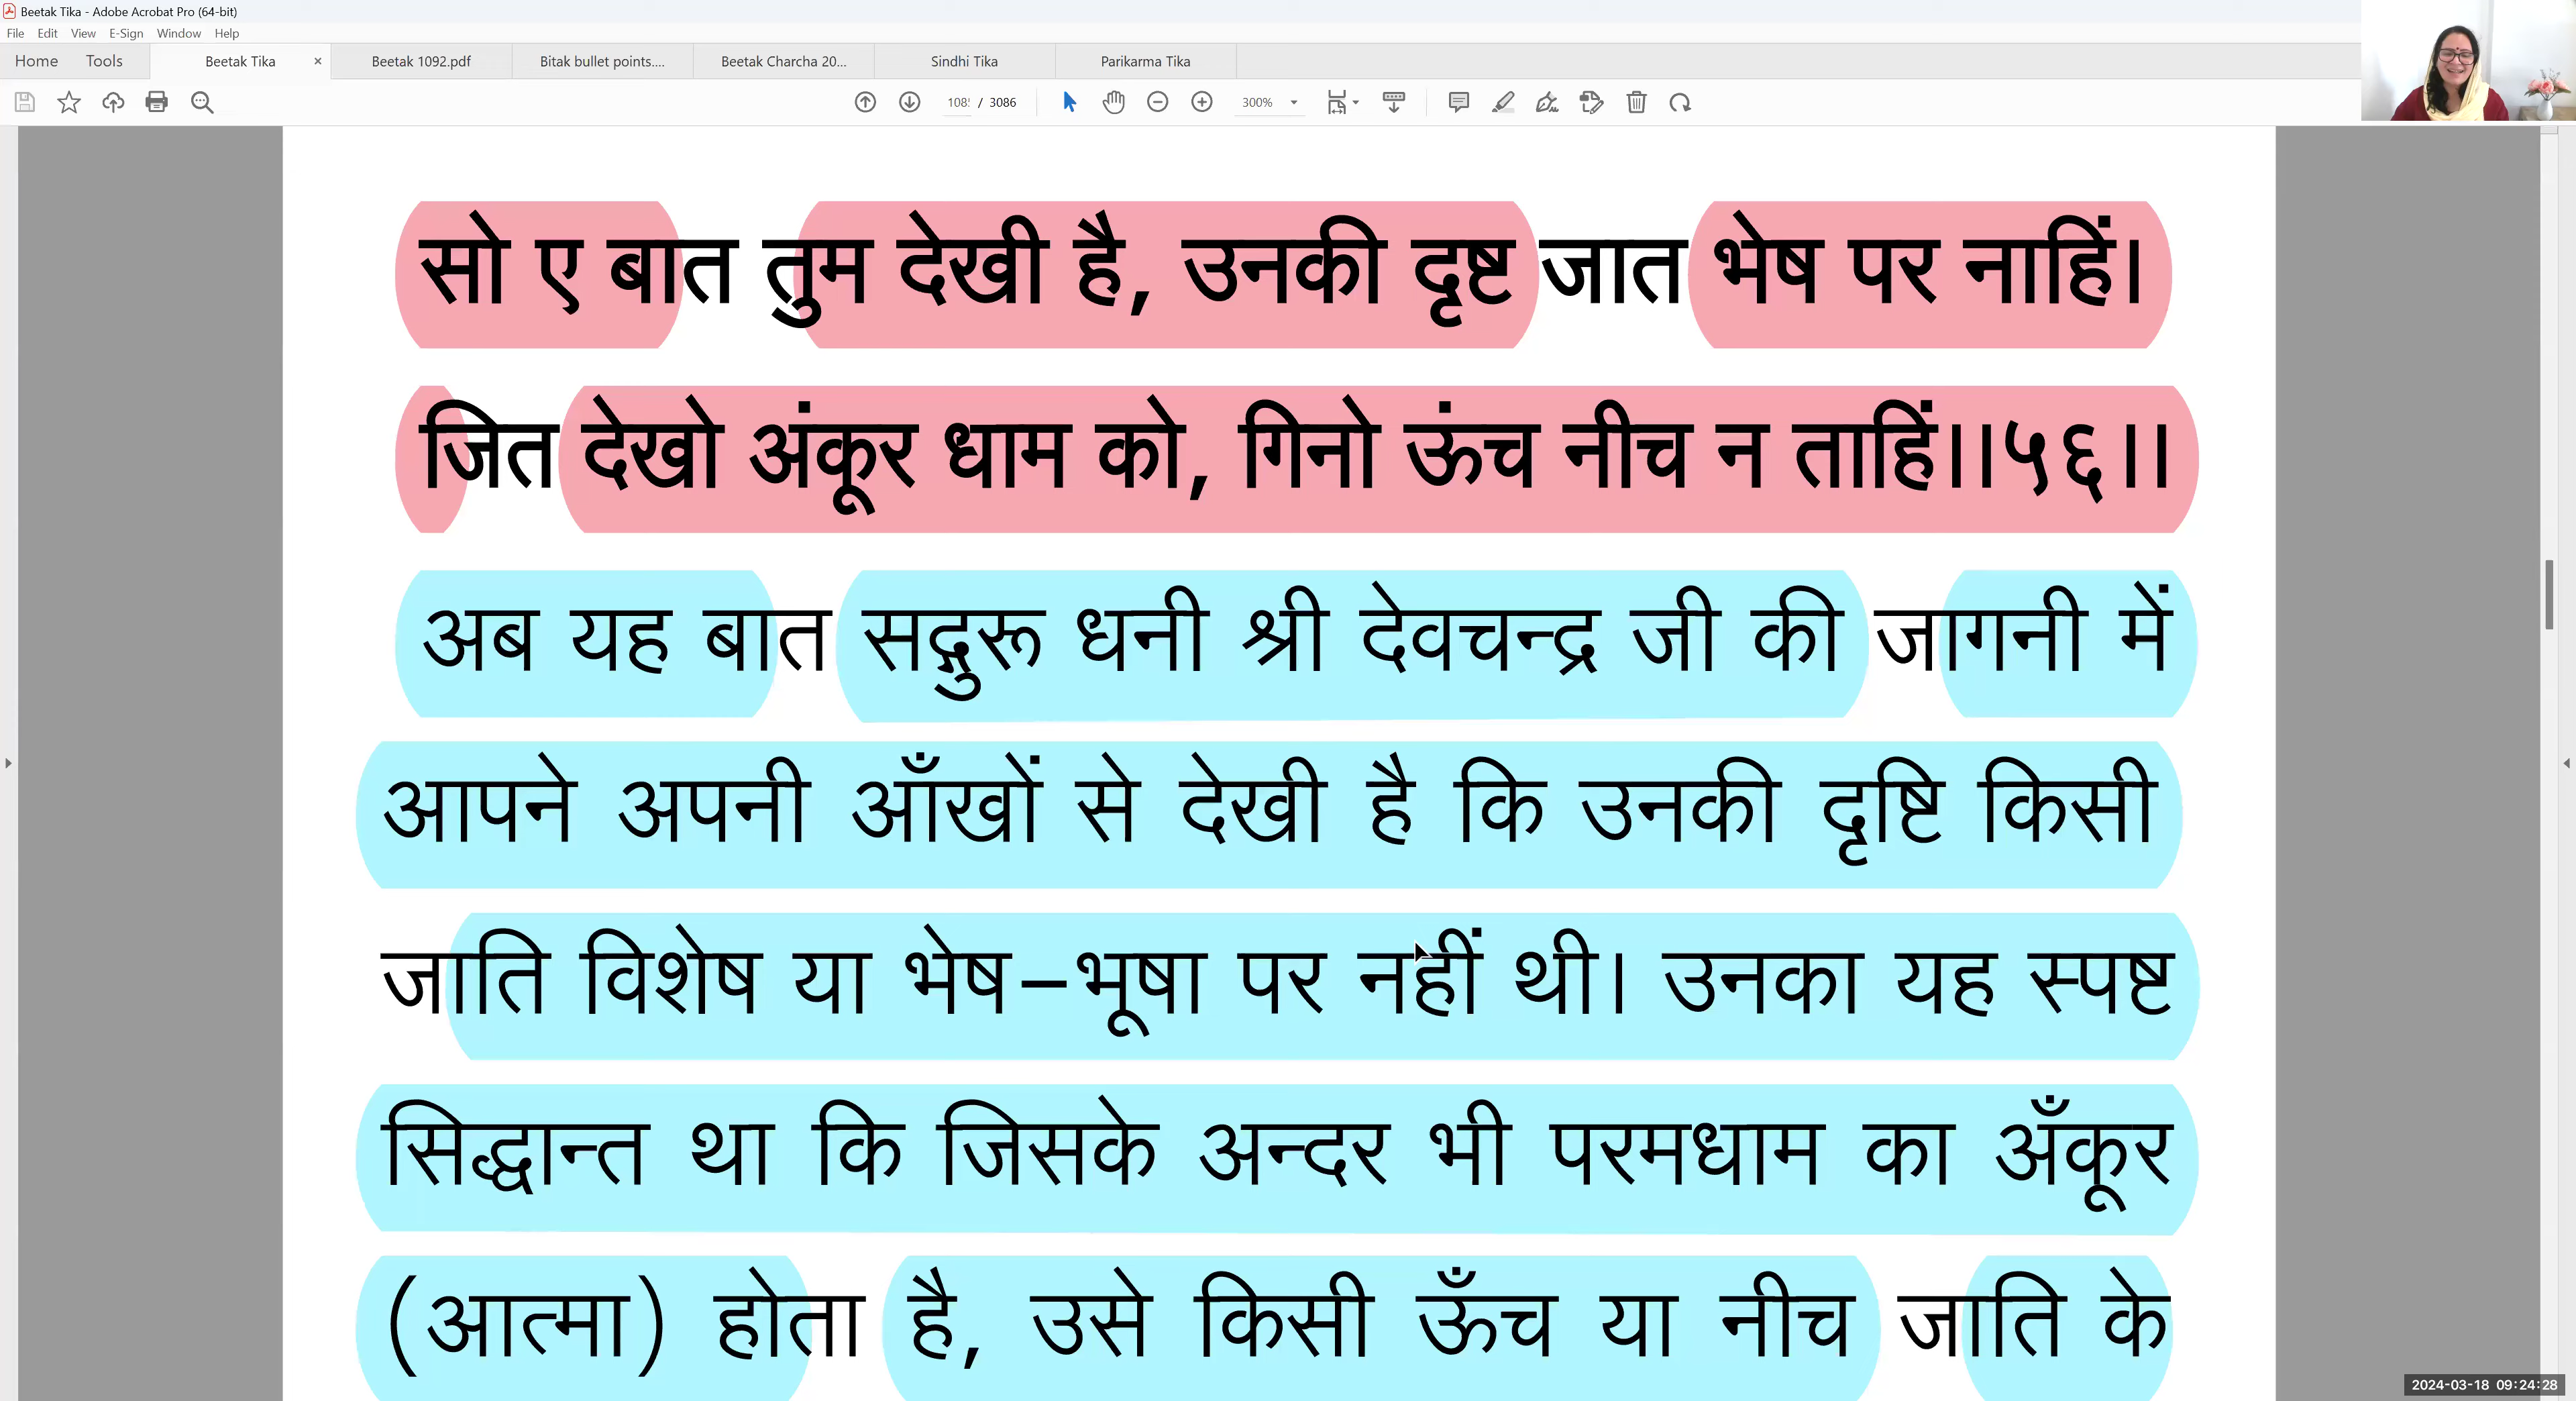 Beetak Tika - Adobe Acrobat Pro (64-bit)
File Edit View E-Sign Window Help
Home Tools Beetak Tika × Beetak 1092.pdf Bitak bullet points.... Beetak Charcha 20... Sindhi Tika Parikarma Tika
/ 3086 300%
सो ए बात तुम देखी है, उनकी दृष्ट जात भेष पर नाहिं।
जित देखो अंकूर धाम को, गिनो ऊंच नीच न ताहिं।।५६।।
अब यह बात सद्गुरू धनी श्री देवचन्द्र जी की जागनी में
आपने अपनी आँखों से देखी है कि उनकी दृष्टि किसी
जाति विशेष या भेष-भूषा पर नहीं थी। उनका यह स्पष्ट
सिद्धान्त था कि जिसके अन्दर भी परमधाम का अँकूर
(आत्मा) होता है, उसे किसी ऊँच या नीच जाति के
2024-03-18 09:24:28